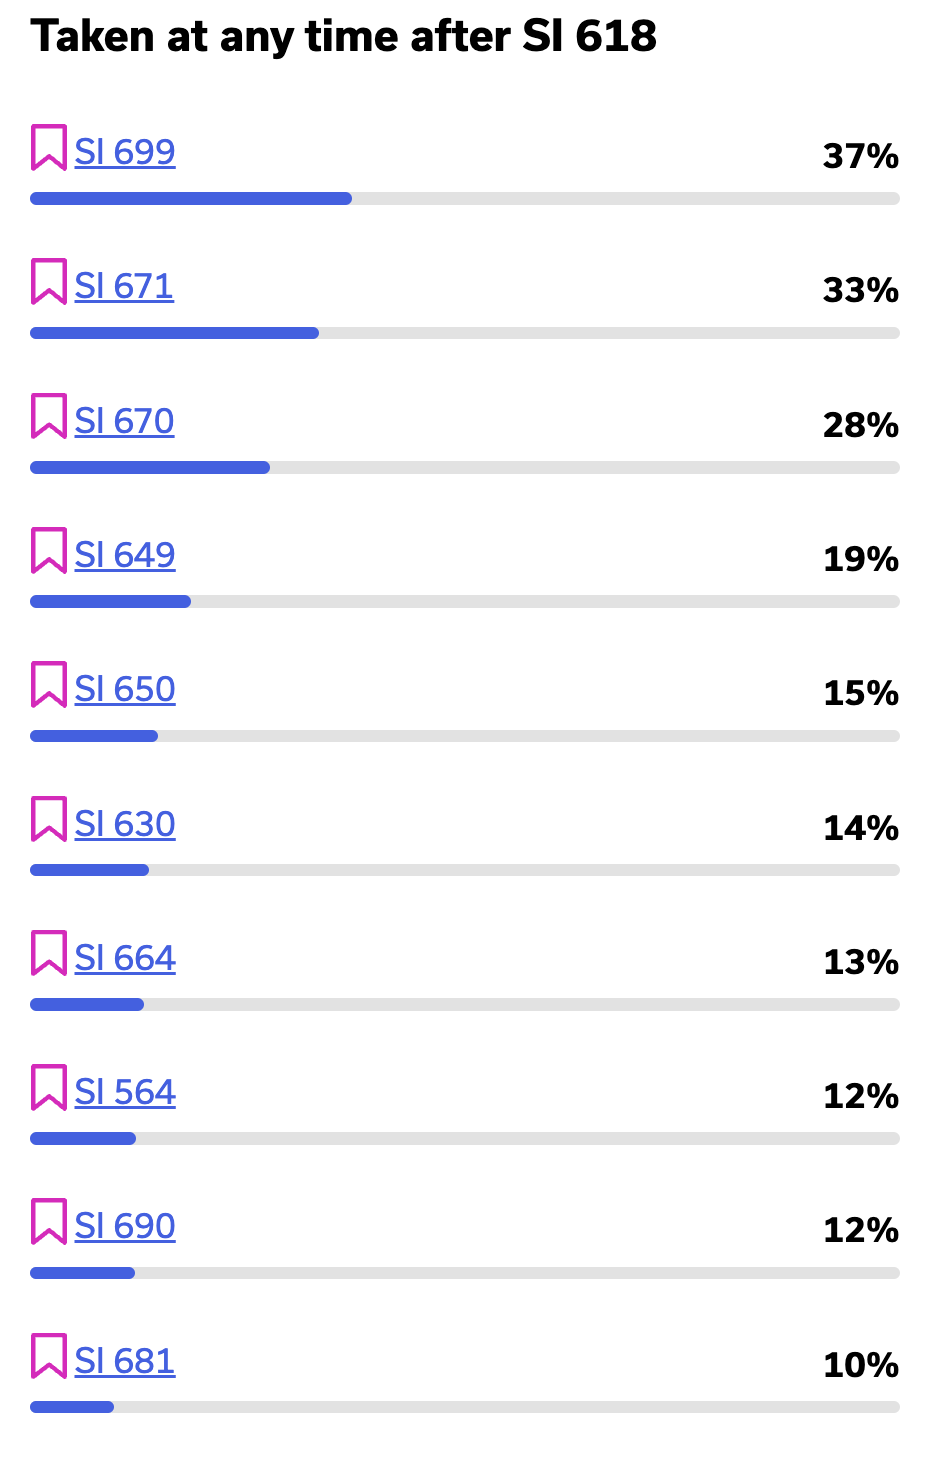 Taken at any time after SI 618
SI 699 37%
SI 671 33%
SI 670 28%
SI 649 19%
SI 650 15%
SI 630 14%
SI 664 13%
SI 564 12%
SI 690 12%
SI 681 10%